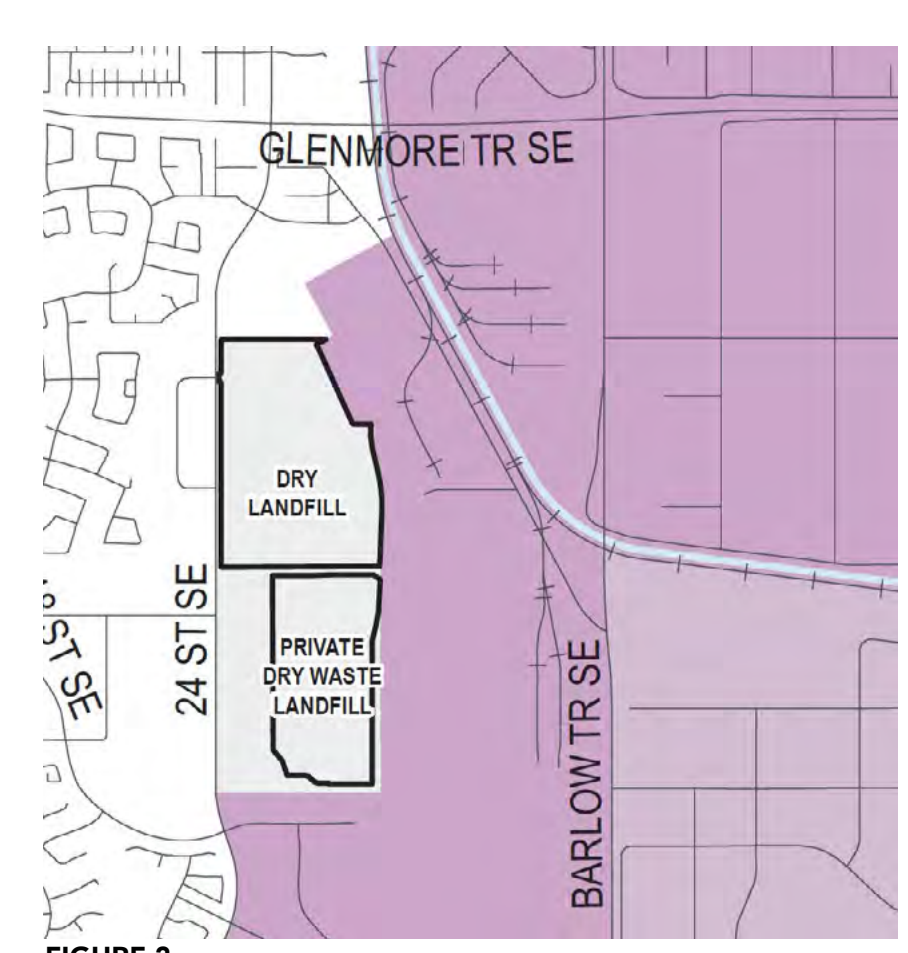 GLENMORE TR SE
DRY
LANDFILL
24 ST SE
ST SE
PRIVATE
DRY WASTE
LANDFILL
BARLOW TR SE